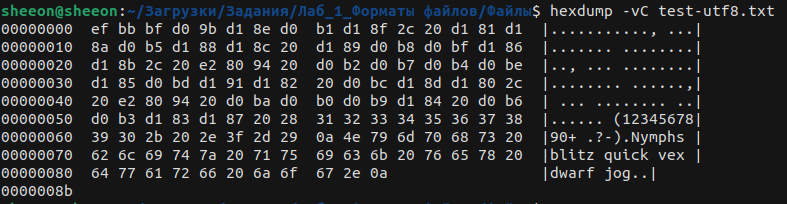 sheeon@sheeon:~/Загрузки/Задания/Лаб_1_Форматы файлов/Файлы$ hexdump -vC test-utf8.txt
00000000  ef bb bf d0 9b d1 8e d0  b1 d1 8f 2c 20 d1 81 d1  |..........., ...|
00000010  8a d0 b5 d1 88 d1 8c 20  d1 89 d0 b8 d0 bf d1 86  |....... ........|
00000020  d1 8b 2c 20 e2 80 94 20  d0 b2 d0 b7 d0 b4 d0 be  |.., ... ........|
00000030  d1 85 d0 bd d1 91 d1 82  20 d0 bc d1 8d d1 80 2c  |........ ......,|
00000040  20 e2 80 94 20 d0 ba d0  b0 d0 b9 d1 84 20 d0 b6  | ... ........ ..|
00000050  d0 b3 d1 83 d1 87 20 28  31 32 33 34 35 36 37 38  |...... (12345678|
00000060  39 30 2b 20 2e 3f 2d 29  0a 4e 79 6d 70 68 73 20  |90+ .?-).Nymphs |
00000070  62 6c 69 74 7a 20 71 75  69 63 6b 20 76 65 78 20  |blitz quick vex |
00000080  64 77 61 72 66 20 6a 6f  67 2e 0a                 |dwarf jog..|
0000008b